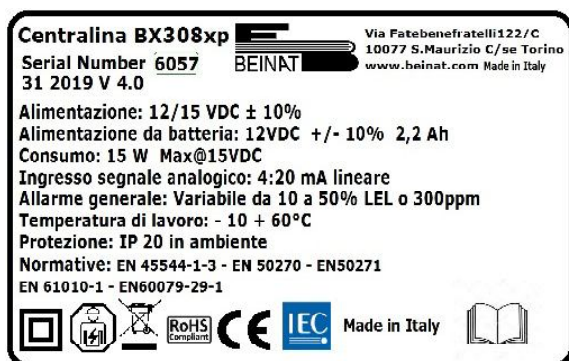 Centralina BX308xp
Serial Number 6057
31 2019 V 4.0
BEINAT
Via Fatebenefratelli122/C
10077 S.Maurizio C/se Torino
www.beinat.com Made in Italy
Alimentazione: 12/15 VDC ± 10%
Alimentazione da batteria: 12VDC +/- 10% 2,2 Ah
Consumo: 15 W Max@15VDC
Ingresso segnale analogico: 4:20 mA lineare
Allarme generale: Variabile da 10 a 50% LEL o 300ppm
Temperatura di lavoro: - 10 + 60°C
Protezione: IP 20 in ambiente
Normative: EN 45544-1-3 - EN 50270 - EN50271
EN 61010-1 - EN60079-29-1
RoHS
Compliant
CE
IEC
Made in Italy